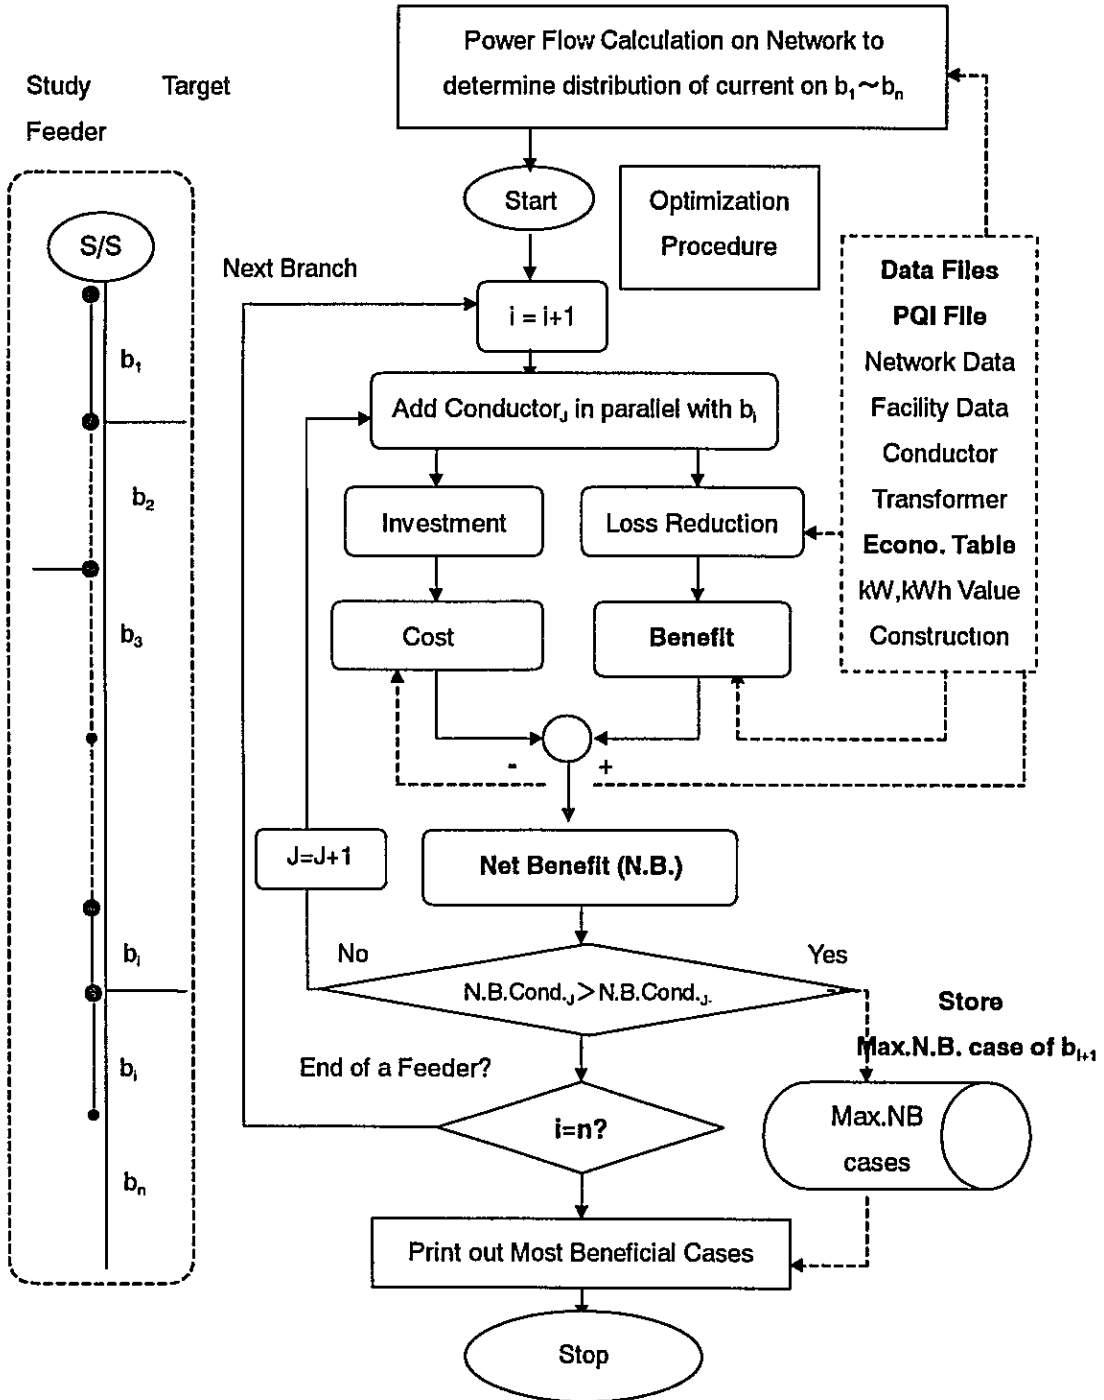 Power Flow Calculation on Network to
determine distribution of current on b₁~bₙ
Study Target
Feeder
Start
Optimization
Procedure
S/S
Next Branch
i = i+1
Data Files
PQI File
Network Data
Facility Data
Conductor
Transformer
Econo. Table
kW,kWh Value
Construction
b₁
Add Conductor,J in parallel with bᵢ
b₂
Investment
Loss Reduction
b₃
Cost
Benefit
-
+
J=J+1
Net Benefit (N.B.)
bᵢ
No
Yes
N.B.Cond.,J>N.B.Cond.,J-
Store
Max.N.B. case of bᵢ₊₁
End of a Feeder?
bᵢ
i=n?
Max.NB
cases
bₙ
Print out Most Beneficial Cases
Stop